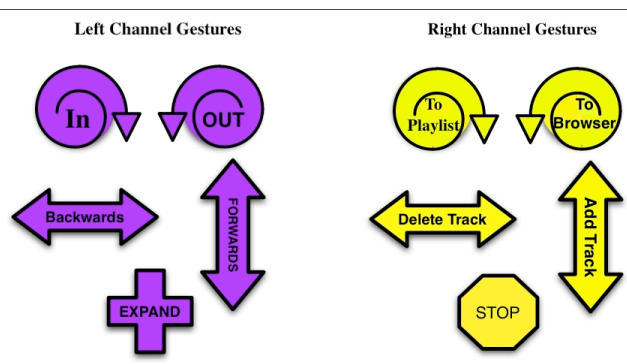 Left Channel Gestures
Right Channel Gestures
In
OUT
To
Playlist
To
Browser
Backwards
FORWARDS
Delete Track
Add Track
EXPAND
STOP